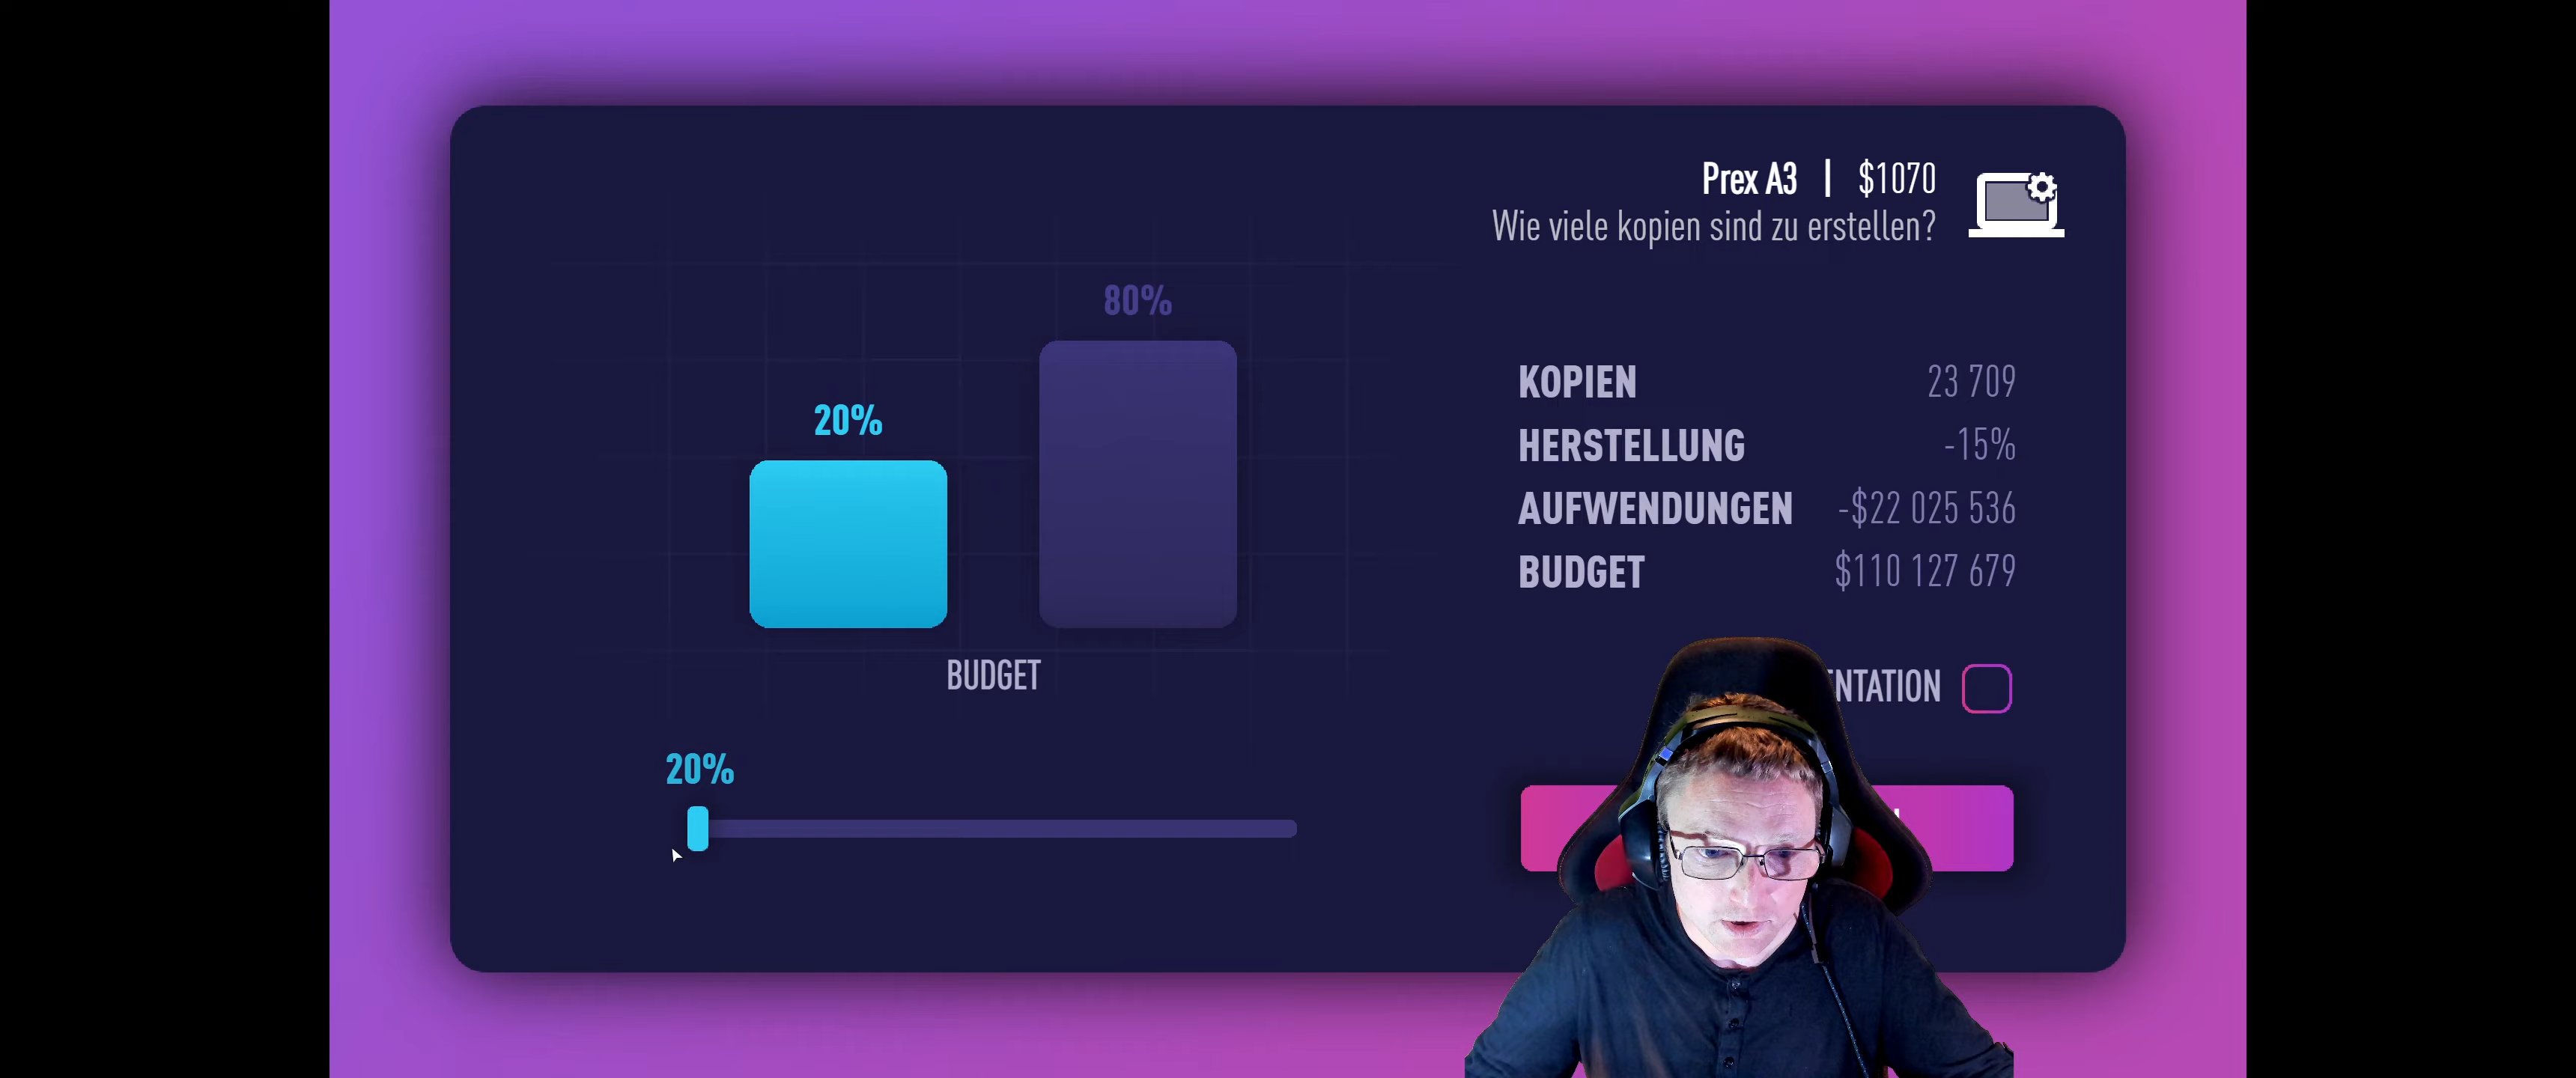 Prex A3 | $1070
Wie viele kopien sind zu erstellen?
80%
20%
BUDGET
20%
KOPIEN 23 709
HERSTELLUNG -15%
AUFWENDUNGEN -$22 025 536
BUDGET $110 127 679